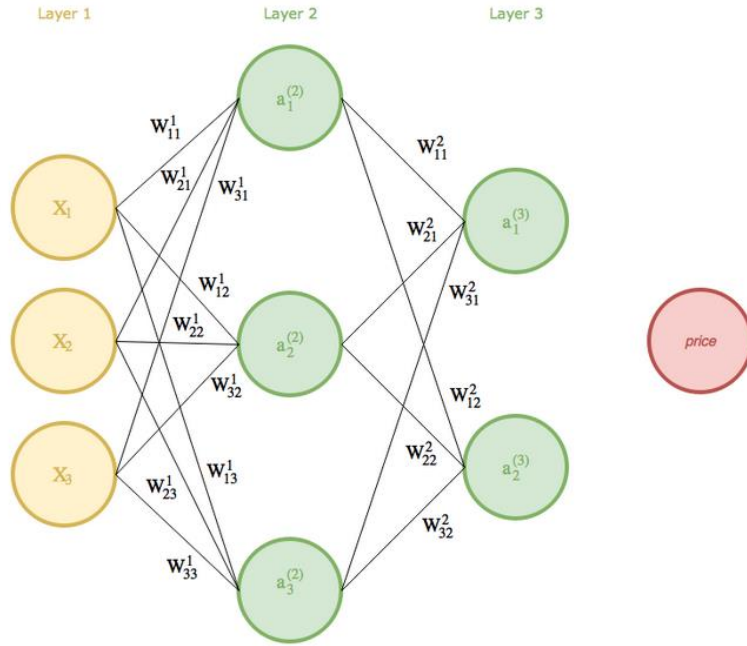 Layer 1
Layer 2
Layer 3
X₁
X₂
X₃
W¹₁₁
W¹₂₁
W¹₃₁
W¹₁₂
W¹₂₂
W¹₃₂
W¹₁₃
W¹₂₃
W¹₃₃
a₁⁽²⁾
a₂⁽²⁾
a₃⁽²⁾
W²₁₁
W²₂₁
W²₃₁
W²₁₂
W²₂₂
W²₃₂
a₁⁽³⁾
a₂⁽³⁾
price